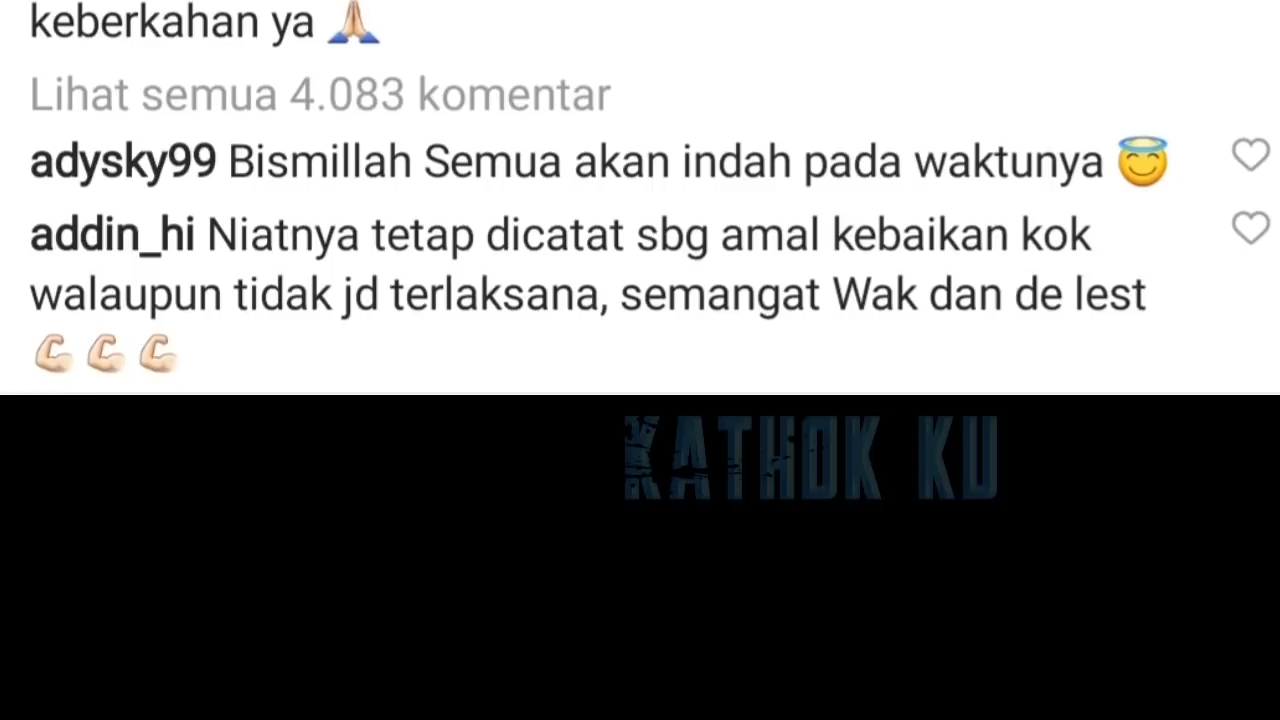 keberkahan ya 🙏🏻
Lihat semua 4.083 komentar
adysky99 Bismillah Semua akan indah pada waktunya 😇
addin_hi Niatnya tetap dicatat sbg amal kebaikan kok
walaupun tidak jd terlaksana, semangat Wak dan de lest
💪🏻💪🏻💪🏻
KATHOK KU